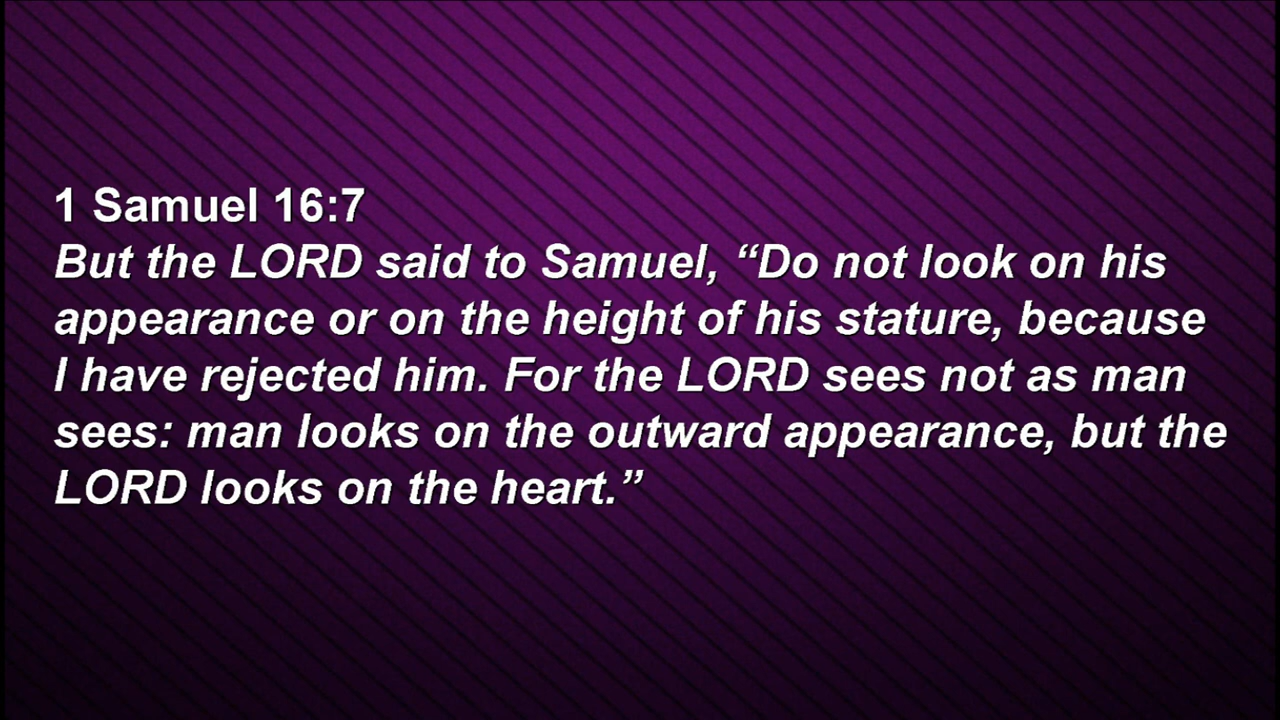 1 Samuel 16:7
But the LORD said to Samuel, “Do not look on his
appearance or on the height of his stature, because
I have rejected him. For the LORD sees not as man
sees: man looks on the outward appearance, but the
LORD looks on the heart.”